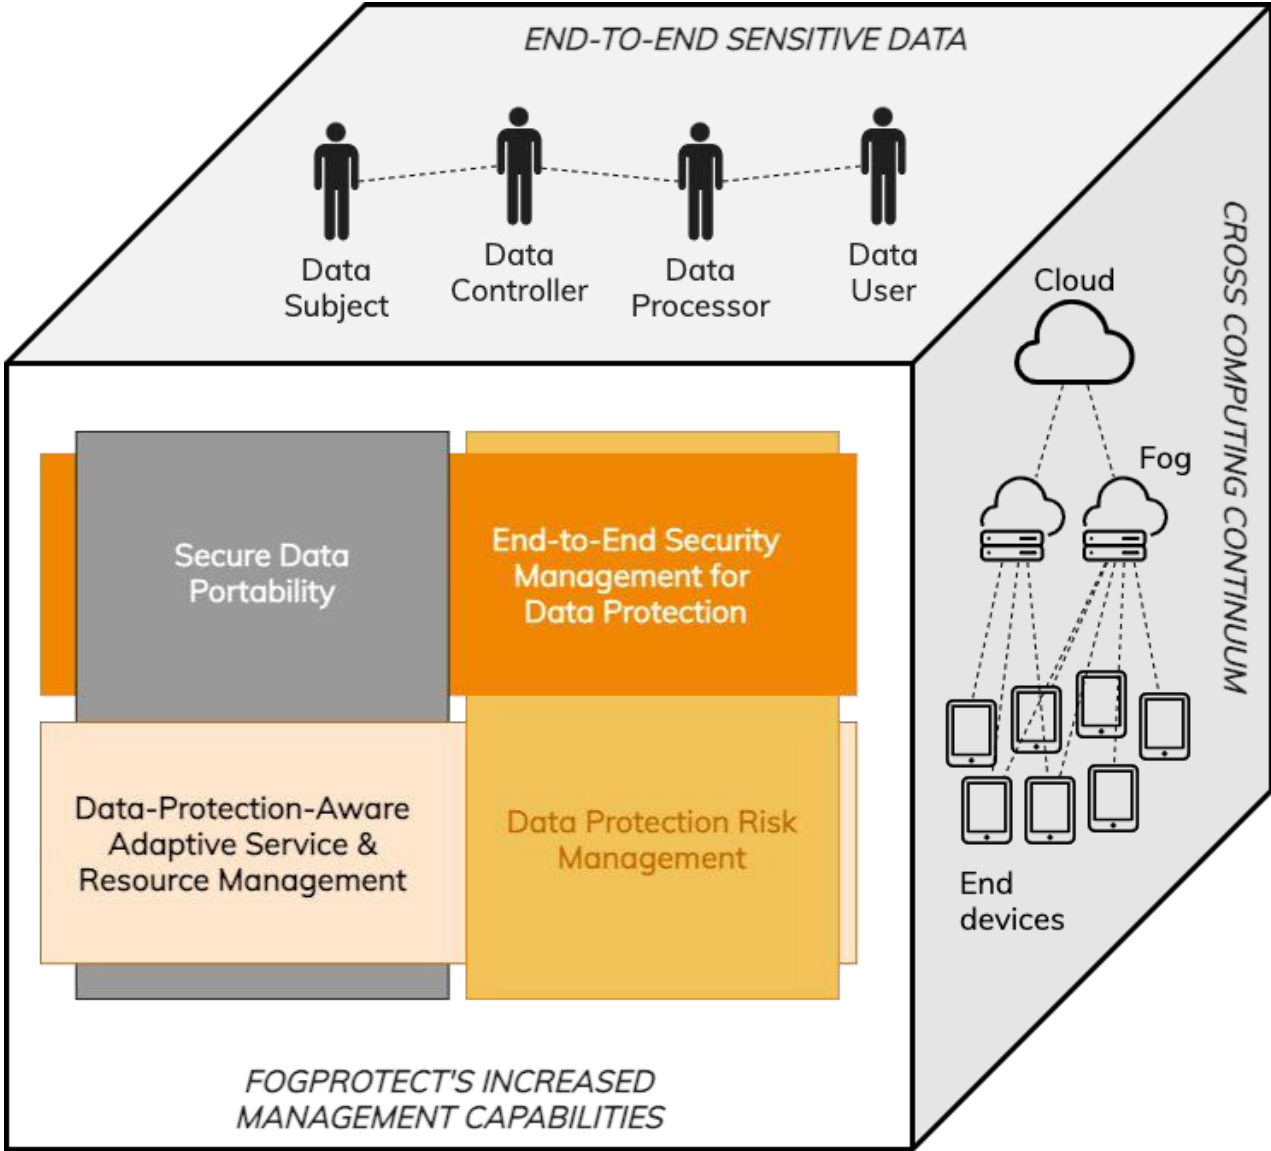 END-TO-END SENSITIVE DATA
Data
Subject
Data
Controller
Data
Processor
Data
User
CROSS COMPUTING CONTINUUM
Cloud
Fog
End
devices
Secure Data
Portability
End-to-End Security
Management for
Data Protection
Data-Protection-Aware
Adaptive Service &
Resource Management
Data Protection Risk
Management
FOGPROTECT'S INCREASED
MANAGEMENT CAPABILITIES